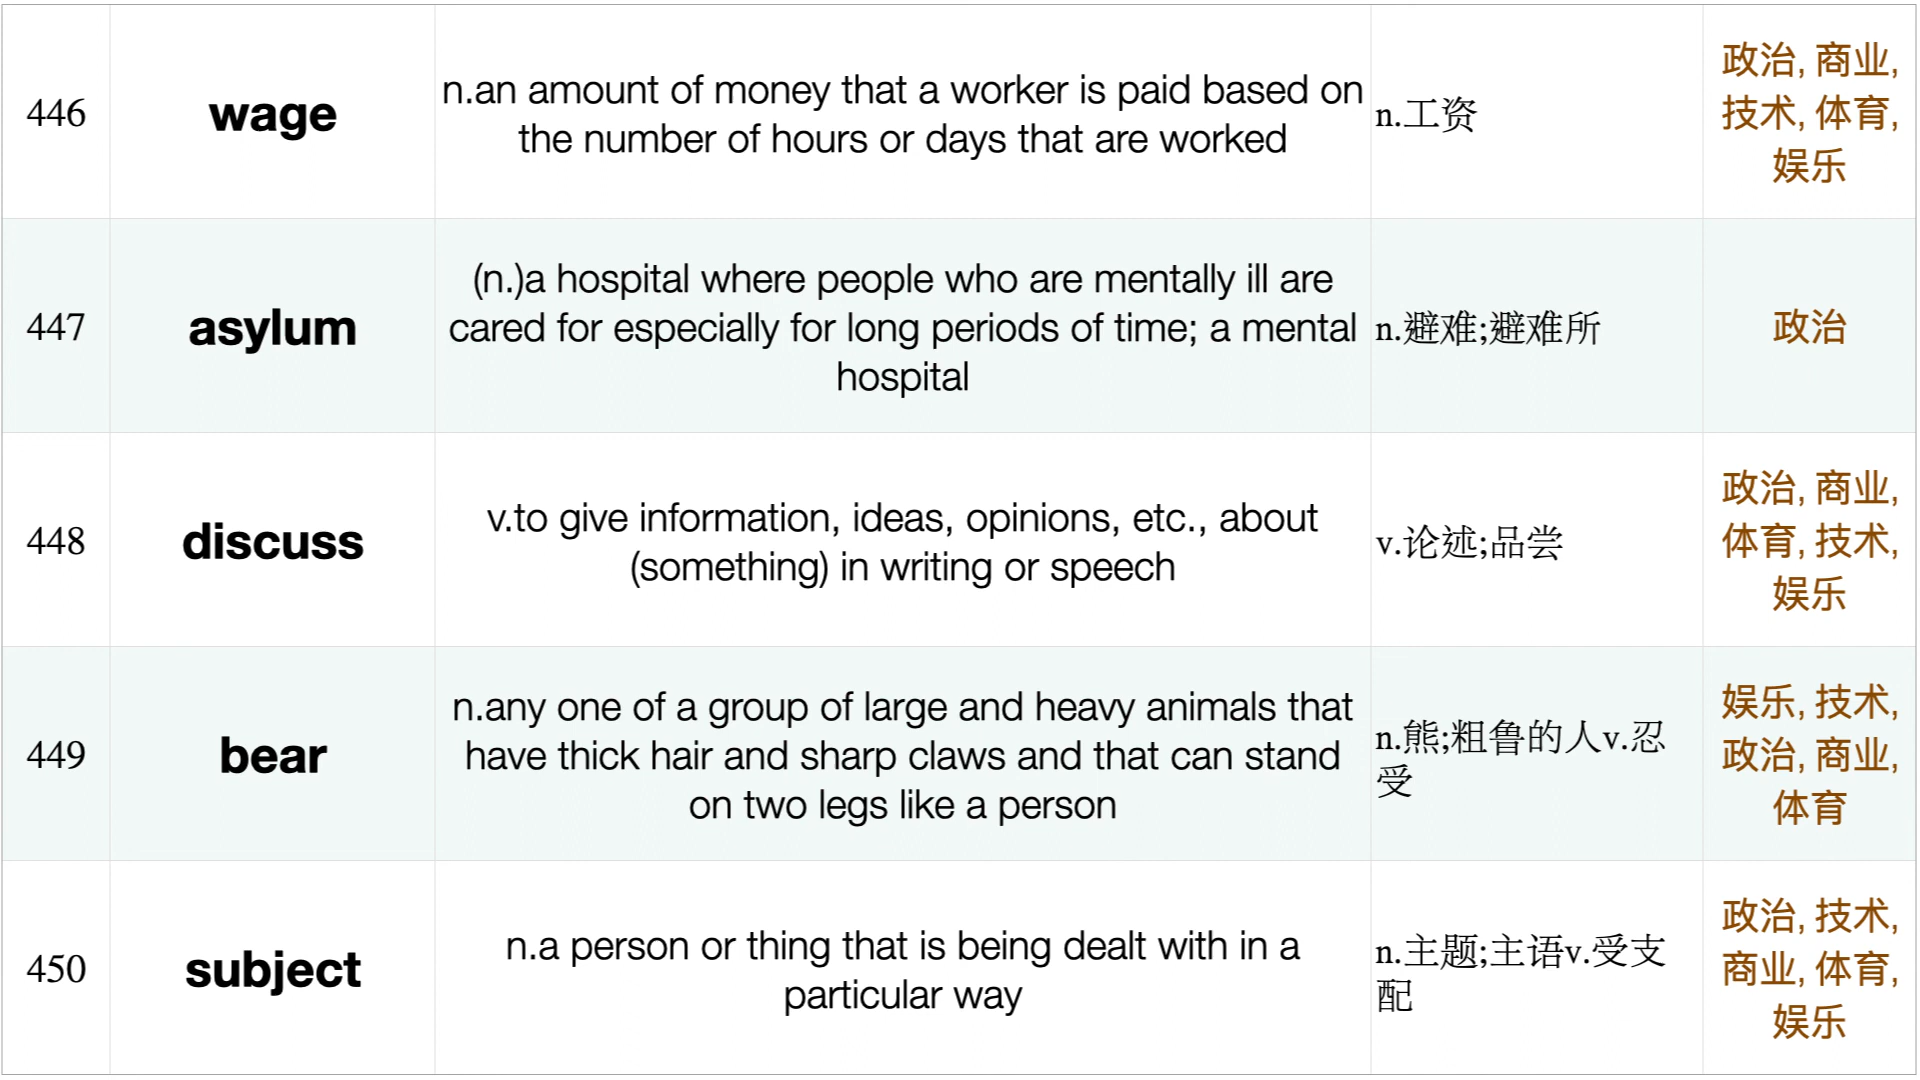 446
wage
n.an amount of money that a worker is paid based on
the number of hours or days that are worked
n.工资
政治, 商业,
技术, 体育,
娱乐
447
asylum
(n.)a hospital where people who are mentally ill are
cared for especially for long periods of time; a mental
hospital
n.避难;避难所
政治
448
discuss
v.to give information, ideas, opinions, etc., about
(something) in writing or speech
v.论述;品尝
政治, 商业,
体育, 技术,
娱乐
449
bear
n.any one of a group of large and heavy animals that
have thick hair and sharp claws and that can stand
on two legs like a person
n.熊;粗鲁的人v.忍
受
娱乐, 技术,
政治, 商业,
体育
450
subject
n.a person or thing that is being dealt with in a
particular way
n.主题;主语v.受支
配
政治, 技术,
商业, 体育,
娱乐